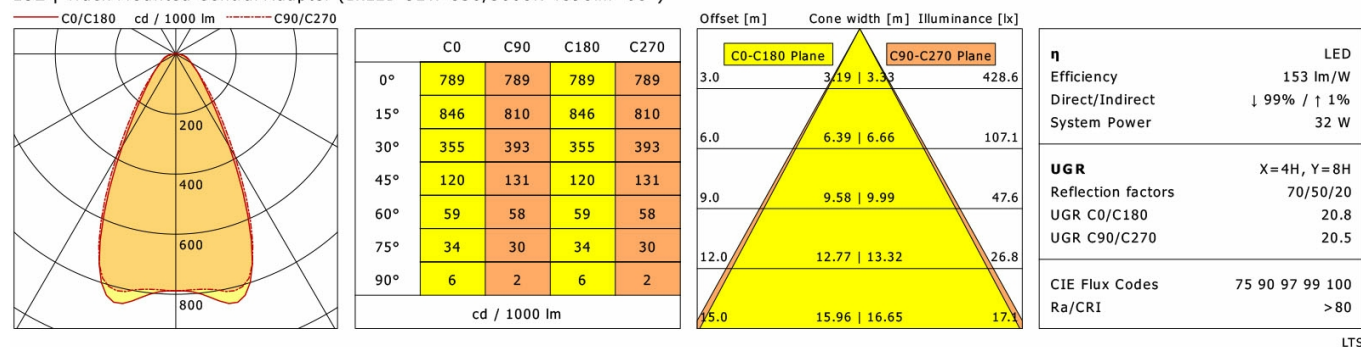 C0/C180 cd / 1000 lm C90/C270
200
400
600
800
C0 C90 C180 C270
0° 789 789 789 789
15° 846 810 846 810
30° 355 393 355 393
45° 120 131 120 131
60° 59 58 59 58
75° 34 30 34 30
90° 6 2 6 2
cd / 1000 lm
Offset [m] Cone width [m] Illuminance [lx]
C0-C180 Plane C90-C270 Plane
3.0 3.19 | 3.33 428.6
6.0 6.39 | 6.66 107.1
9.0 9.58 | 9.99 47.6
12.0 12.77 | 13.32 26.8
15.0 15.96 | 16.65 17.1
η LED
Efficiency 153 lm/W
Direct/Indirect ↓ 99% / ↑ 1%
System Power 32 W
UGR X=4H, Y=8H
Reflection factors 70/50/20
UGR C0/C180 20.8
UGR C90/C270 20.5
CIE Flux Codes 75 90 97 99 100
Ra/CRI >80
LTS